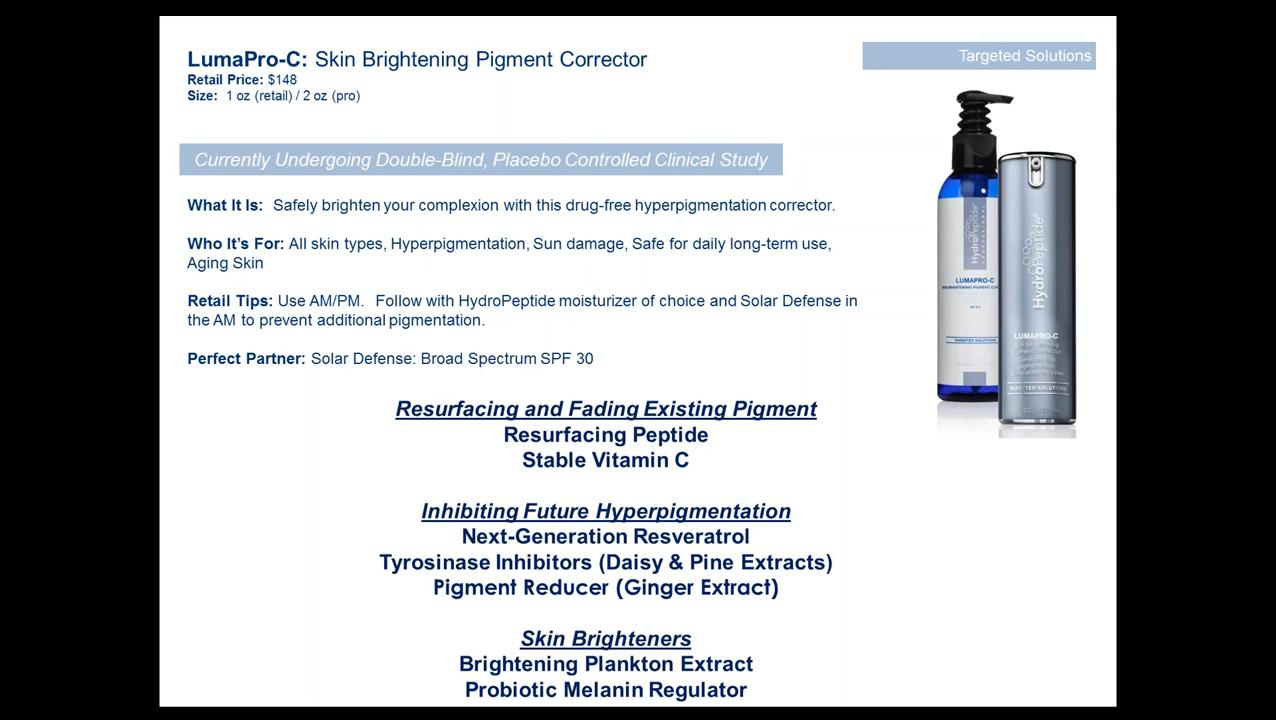 LumaPro-C: Skin Brightening Pigment Corrector
Retail Price: $148
Size: 1 oz (retail) / 2 oz (pro)
Targeted Solutions
Currently Undergoing Double-Blind, Placebo Controlled Clinical Study
What It Is: Safely brighten your complexion with this drug-free hyperpigmentation corrector.
Who It's For: All skin types, Hyperpigmentation, Sun damage, Safe for daily long-term use,
Aging Skin
Retail Tips: Use AM/PM. Follow with HydroPeptide moisturizer of choice and Solar Defense in
the AM to prevent additional pigmentation.
Perfect Partner: Solar Defense: Broad Spectrum SPF 30
Resurfacing and Fading Existing Pigment
Resurfacing Peptide
Stable Vitamin C
Inhibiting Future Hyperpigmentation
Next-Generation Resveratrol
Tyrosinase Inhibitors (Daisy & Pine Extracts)
Pigment Reducer (Ginger Extract)
Skin Brighteners
Brightening Plankton Extract
Probiotic Melanin Regulator
HydroPeptide
PROFESSIONAL
LUMAPRO-C
TARGETED SOLUTIONS
HydroPeptide
LUMAPRO-C
Skin Brightening
Pigment Corrector
TARGETED SOLUTIONS